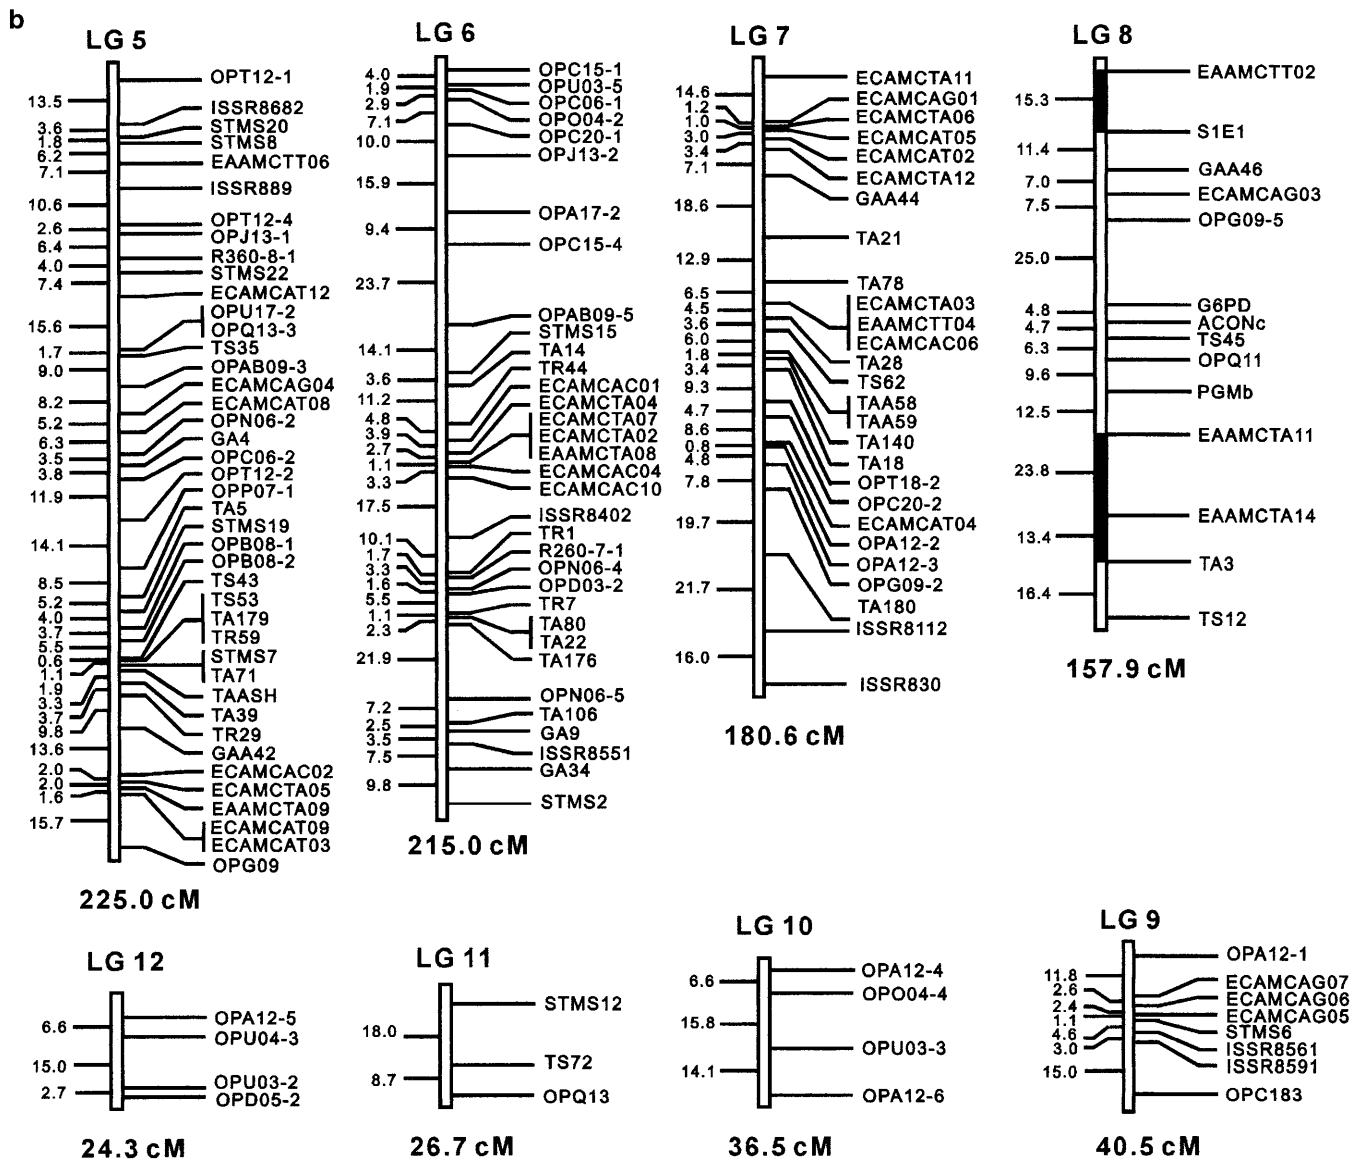 b
LG 5
13.5
3.6
1.8
6.2
7.1
10.6
2.6
6.4
4.0
7.4
15.6
1.7
9.0
8.2
5.2
6.3
3.5
3.8
11.9
14.1
8.5
5.2
4.0
3.7
5.5
0.6
1.1
1.9
3.3
3.7
9.8
13.6
2.0
2.0
1.6
15.7
OPT12-1
ISSR8682
STMS20
STMS8
EAAMCTT06
ISSR889
OPT12-4
OPJ13-1
R360-8-1
STMS22
ECAMCAT12
OPU17-2
OPQ13-3
TS35
OPAB09-3
ECAMCAG04
ECAMCAT08
OPN06-2
GA4
OPC06-2
OPT12-2
OPP07-1
TA5
STMS19
OPB08-1
OPB08-2
TS43
TS53
TA179
TR59
STMS7
TA71
TAASH
TA39
TR29
GAA42
ECAMCAC02
ECAMCTA05
EAAMCTA09
ECAMCAT09
ECAMCAT03
OPG09
225.0 cM
LG 6
4.0
1.9
2.9
7.1
10.0
15.9
9.4
23.7
14.1
3.6
11.2
4.8
3.9
2.7
1.1
3.3
17.5
10.1
1.7
3.3
1.6
5.5
1.1
2.3
21.9
7.2
2.5
3.5
7.5
9.8
OPC15-1
OPU03-5
OPC06-1
OPO04-2
OPC20-1
OPJ13-2
OPA17-2
OPC15-4
OPAB09-5
STMS15
TA14
TR44
ECAMCAC01
ECAMCTA04
ECAMCTA07
ECAMCTA02
EAAMCTA08
ECAMCAC04
ECAMCAC10
ISSR8402
TR1
R260-7-1
OPN06-4
OPD03-2
TR7
TA80
TA22
TA176
OPN06-5
TA106
GA9
ISSR8551
GA34
STMS2
215.0 cM
LG 7
14.6
1.2
1.0
3.0
3.4
7.1
18.6
12.9
6.5
4.5
3.6
6.0
1.8
3.4
9.3
4.7
8.6
0.8
4.8
7.8
19.7
21.7
16.0
ECAMCTA11
ECAMCAG01
ECAMCTA06
ECAMCAT05
ECAMCAT02
ECAMCTA12
GAA44
TA21
TA78
ECAMCTA03
EAAMCTT04
ECAMCAC06
TA28
TS62
TAA58
TAA59
TA140
TA18
OPT18-2
OPC20-2
ECAMCAT04
OPA12-2
OPA12-3
OPG09-2
TA180
ISSR8112
ISSR830
180.6 cM
LG 8
15.3
11.4
7.0
7.5
25.0
4.8
4.7
6.3
9.6
12.5
23.8
13.4
16.4
EAAMCTT02
S1E1
GAA46
ECAMCAG03
OPG09-5
G6PD
ACONc
TS45
OPQ11
PGMb
EAAMCTA11
EAAMCTA14
TA3
TS12
157.9 cM
LG 12
6.6
15.0
2.7
OPA12-5
OPU04-3
OPU03-2
OPD05-2
24.3 cM
LG 11
18.0
8.7
STMS12
TS72
OPQ13
26.7 cM
LG 10
6.6
15.8
14.1
OPA12-4
OPO04-4
OPU03-3
OPA12-6
36.5 cM
LG 9
11.8
2.6
2.4
1.1
4.6
3.0
15.0
OPA12-1
ECAMCAG07
ECAMCAG06
ECAMCAG05
STMS6
ISSR8561
ISSR8591
OPC183
40.5 cM